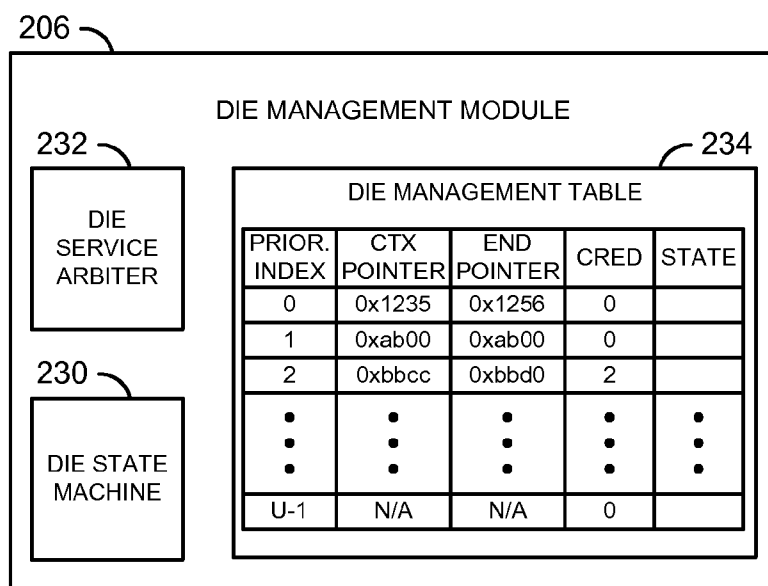 206
DIE MANAGEMENT MODULE
232
DIE
SERVICE
ARBITER
230
DIE STATE
MACHINE
234
DIE MANAGEMENT TABLE
PRIOR. INDEX CTX POINTER END POINTER CRED STATE
0 0x1235 0x1256 0
1 0xab00 0xab00 0
2 0xbbcc 0xbbd0 2
U-1 N/A N/A 0